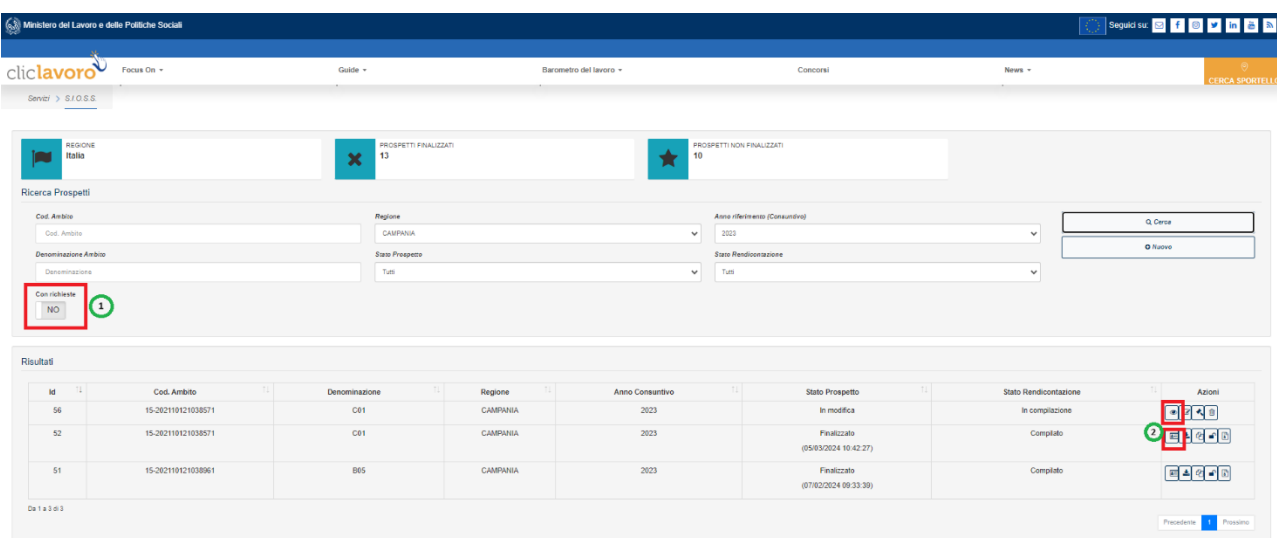 Ministero del Lavoro e delle Politiche Sociali
Seguici su:
cliclavoro
Focus On
Guide
Barometro del lavoro
Concorsi
News
CERCA SPORTELLO
Servizi > S.I.O.S.S.
REGIONE
Italia
PROSPETTI FINALIZZATI
13
PROSPETTI NON FINALIZZATI
10
Ricerca Prospetti
Cod. Ambito
Regione
Anno riferimento (Consuntivo)
Cod. Ambito
CAMPANIA
2023
Cerca
Denominazione Ambito
Stato Prospetto
Stato Rendicontazione
Nuovo
Denominazione
Tutti
Tutti
Con richieste
NO
1
Risultati
Id Cod. Ambito Denominazione Regione Anno Consuntivo Stato Prospetto Stato Rendicontazione Azioni
56 15-202110121038571 C01 CAMPANIA 2023 In modifica In compilazione
52 15-202110121038571 C01 CAMPANIA 2023 Finalizzato Compilato
2
(05/03/2024 10:42:27)
51 15-202110121038961 B05 CAMPANIA 2023 Finalizzato Compilato
(07/02/2024 09:33:39)
Da 1 a 3 di 3
Precedente 1 Prossimo